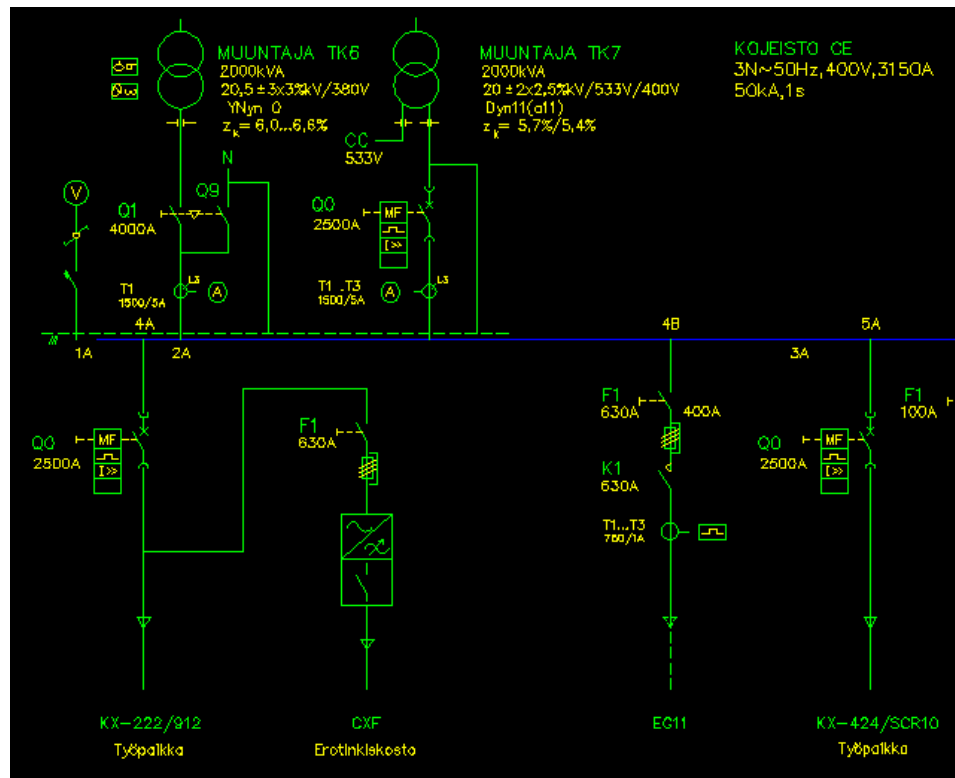 MUUNTAJA TK6
2000kVA
20,5 ±3x3%kV/380V
YNyn 0
zk= 6,0...6,6%
MUUNTAJA TK7
2000kVA
20 ±2x2,5%kV/533V/400V
Dyn11(a11)
zk= 5,7%/5,4%
KOJEISTO CE
3N~50Hz,400V,3150A
50kA,1s
CC
533V
N
V
Q9
Q1
4000A
Q0
2500A
MF
I>>
T1
1500/5A
L3
A
T1...T3
1500/5A
A
L3
4A
4B
5A
1A
2A
3A
Q0
2500A
MF
I>>
F1
630A
F1
630A
400A
K1
630A
T1...T3
750/1A
Q0
2500A
MF
I>>
F1
100A
KX-222/912
Työpaikka
CXF
Erotinkiskosto
EG11
KX-424/SCR10
Työpaikka